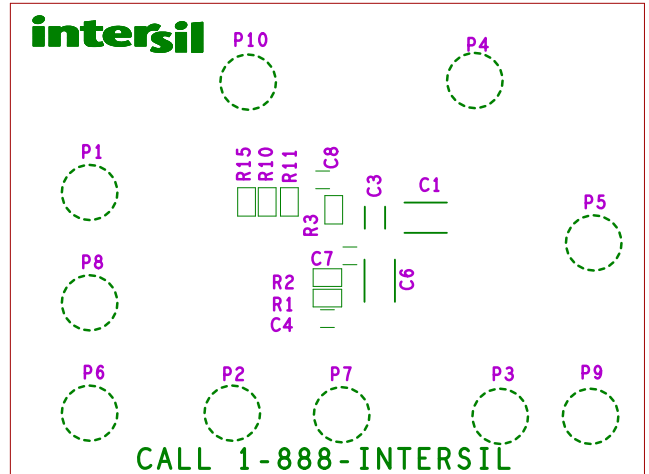 intersil
P10
P4
P1
R15
R10
R11
C8
C3
C1
P5
R3
P8
C7
C6
R2
R1
C4
P6
P2
P7
P3
P9
CALL 1-888-INTERSIL